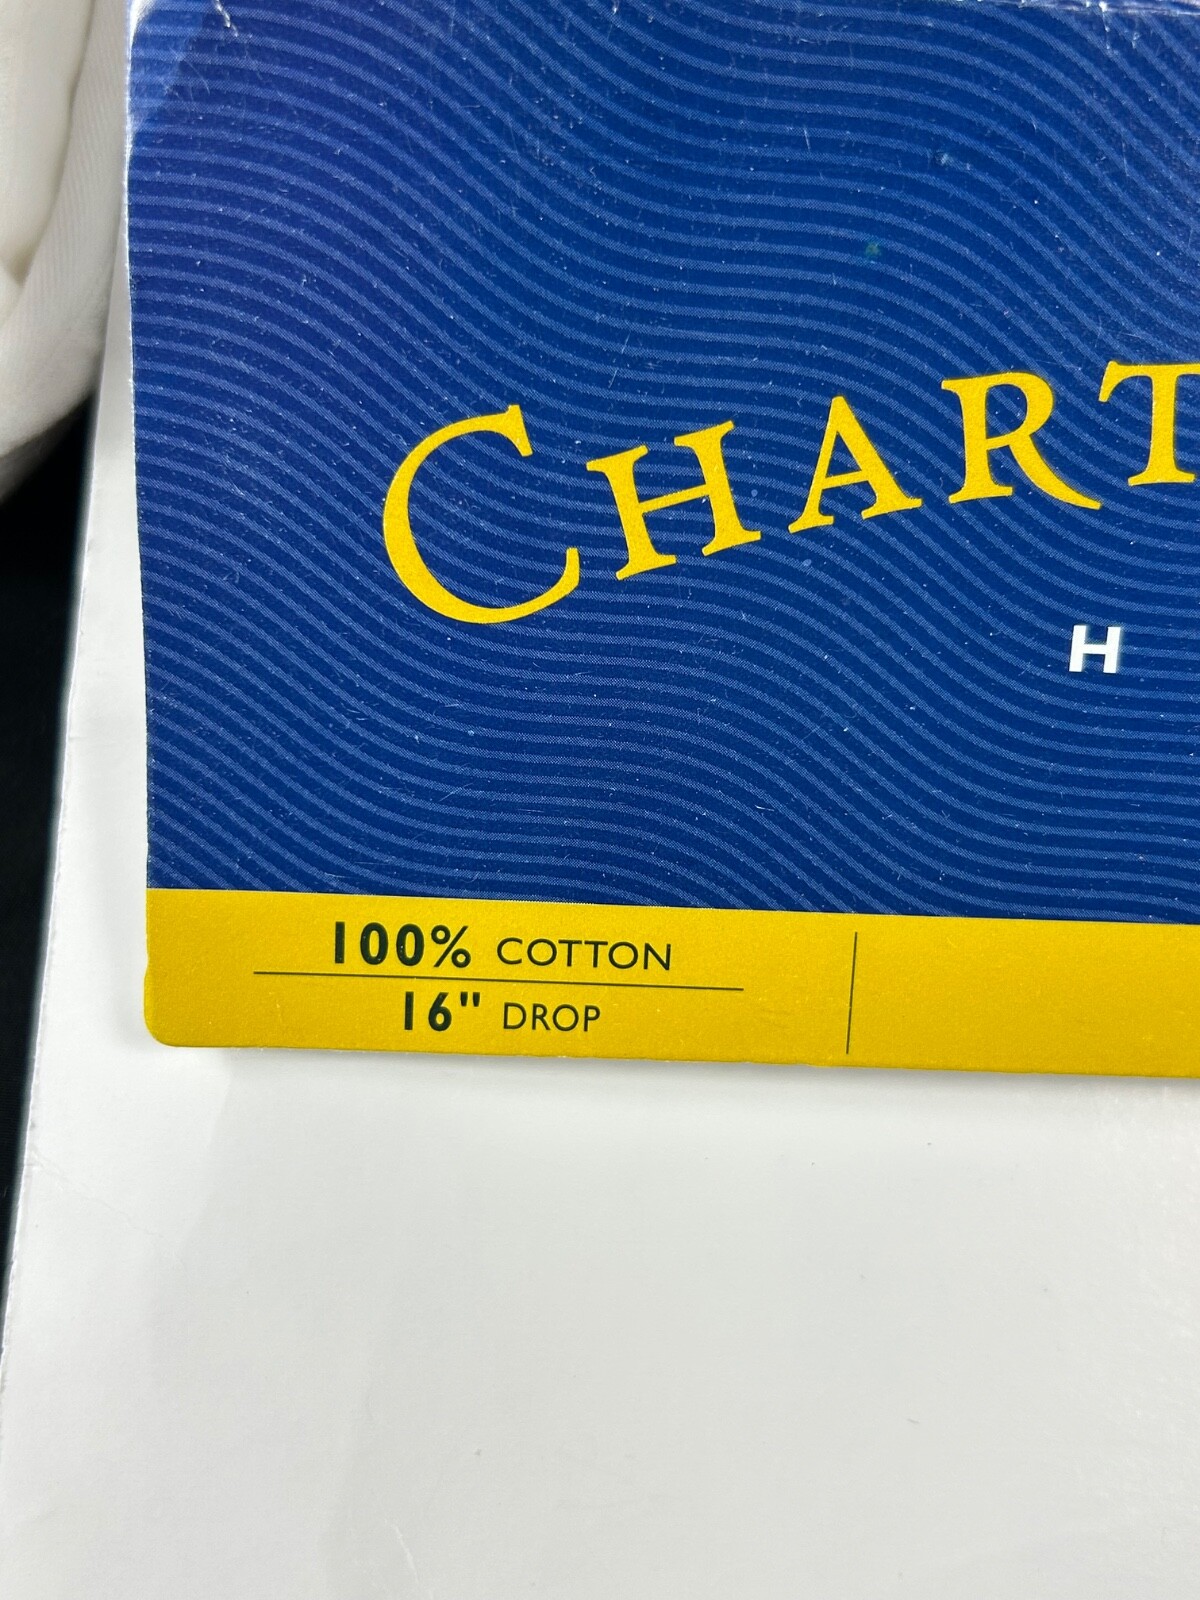 CHART
H
100% COTTON
16" DROP